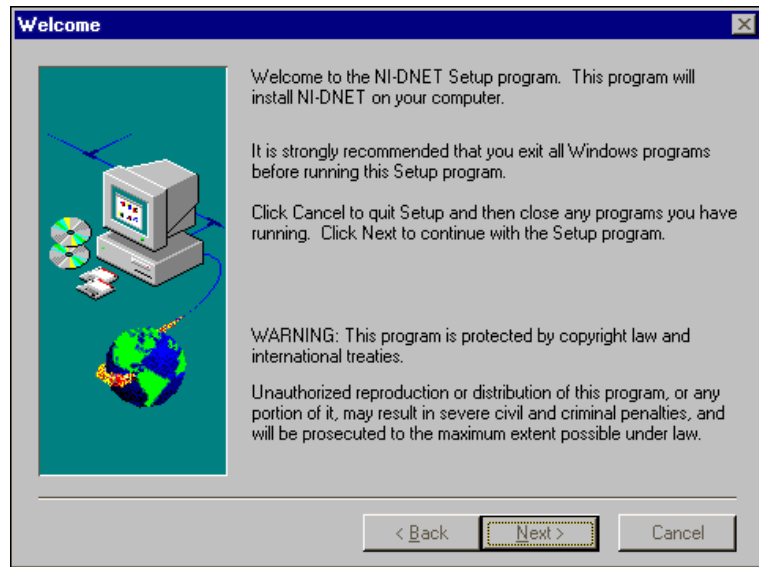 Welcome
Welcome to the NI-DNET Setup program.  This program will
install NI-DNET on your computer.
It is strongly recommended that you exit all Windows programs
before running this Setup program.
Click Cancel to quit Setup and then close any programs you have
running.  Click Next to continue with the Setup program.
WARNING: This program is protected by copyright law and
international treaties.
Unauthorized reproduction or distribution of this program, or any
portion of it, may result in severe civil and criminal penalties, and
will be prosecuted to the maximum extent possible under law.
< Back
Next >
Cancel